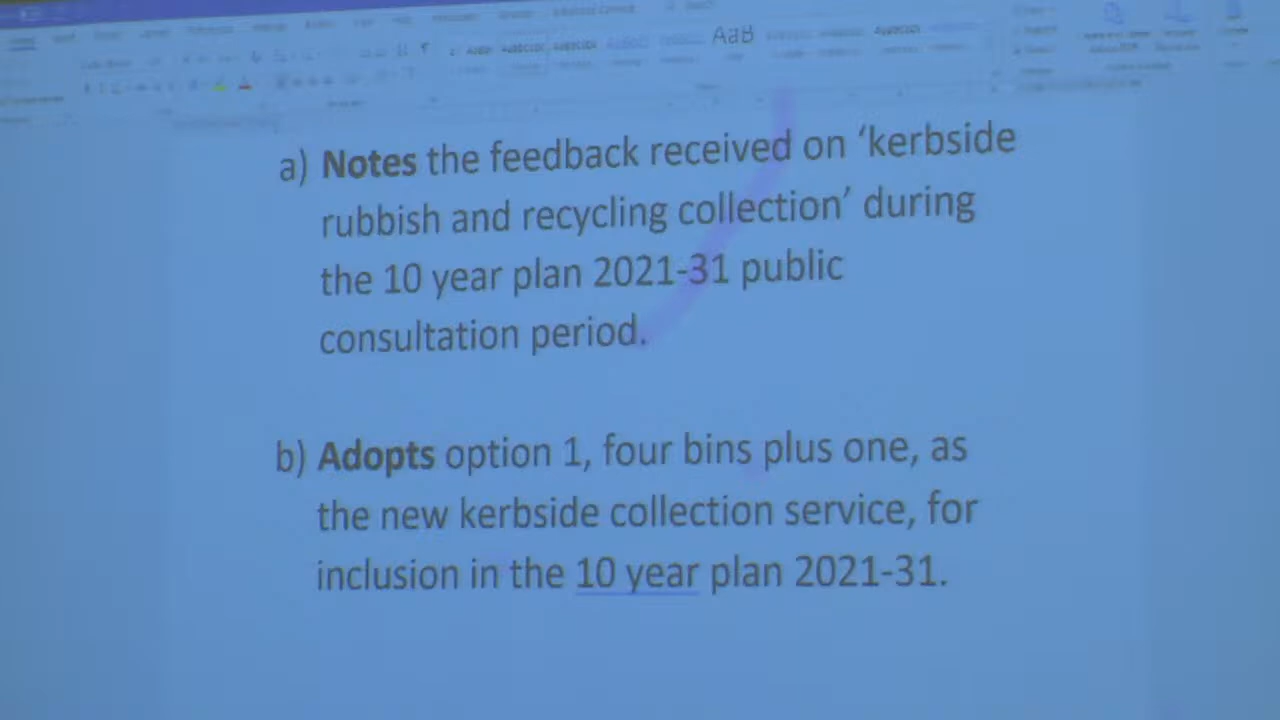 AaB
a) Notes the feedback received on ‘kerbside
rubbish and recycling collection’ during
the 10 year plan 2021-31 public
consultation period.
b) Adopts option 1, four bins plus one, as
the new kerbside collection service, for
inclusion in the 10 year plan 2021-31.